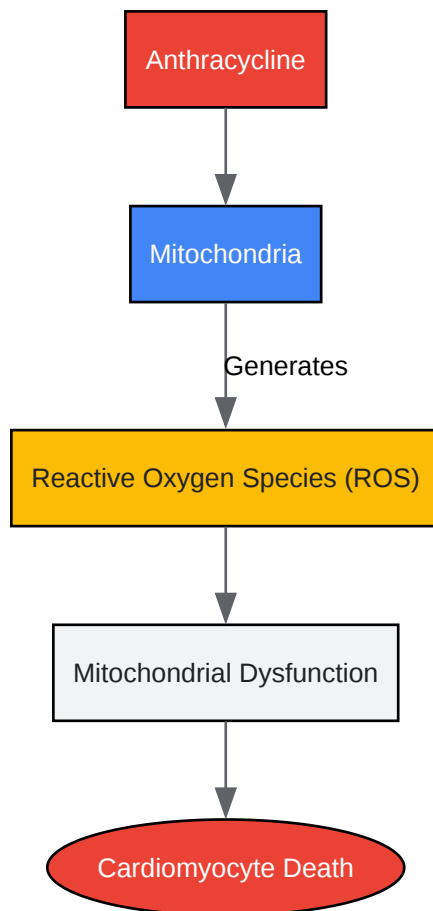 Anthracycline
Mitochondria
Generates
Reactive Oxygen Species (ROS)
Mitochondrial Dysfunction
Cardiomyocyte Death